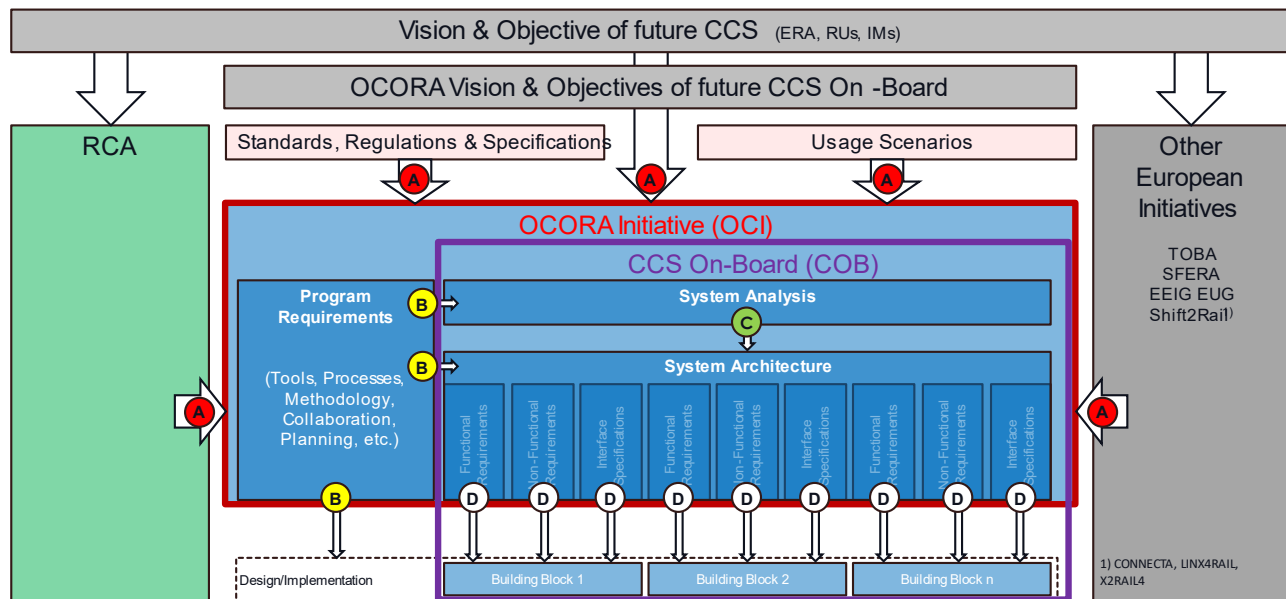 Vision & Objective of future CCS (ERA, RUs, IMs)
OCORA Vision & Objectives of future CCS On -Board
RCA
Standards, Regulations & Specifications
Usage Scenarios
Other
European
Initiatives
TOBA
SFERA
EEIG EUG
Shift2Rail1)
A
A
A
OCORA Initiative (OCI)
CCS On-Board (COB)
Program
Requirements
B
System Analysis
C
B
System Architecture
(Tools, Processes,
Methodology,
Collaboration,
Planning, etc.)
A
A
Functional
Requirements
Non-Functional
Requirements
Interface
Specifications
Functional
Requirements
Non-Functional
Requirements
Interface
Specifications
Functional
Requirements
Non-Functional
Requirements
Interface
Specifications
B
D
D
D
D
D
D
D
D
D
Design/Implementation
Building Block 1
Building Block 2
Building Block n
1) CONNECTA, LINX4RAIL,
X2RAIL4